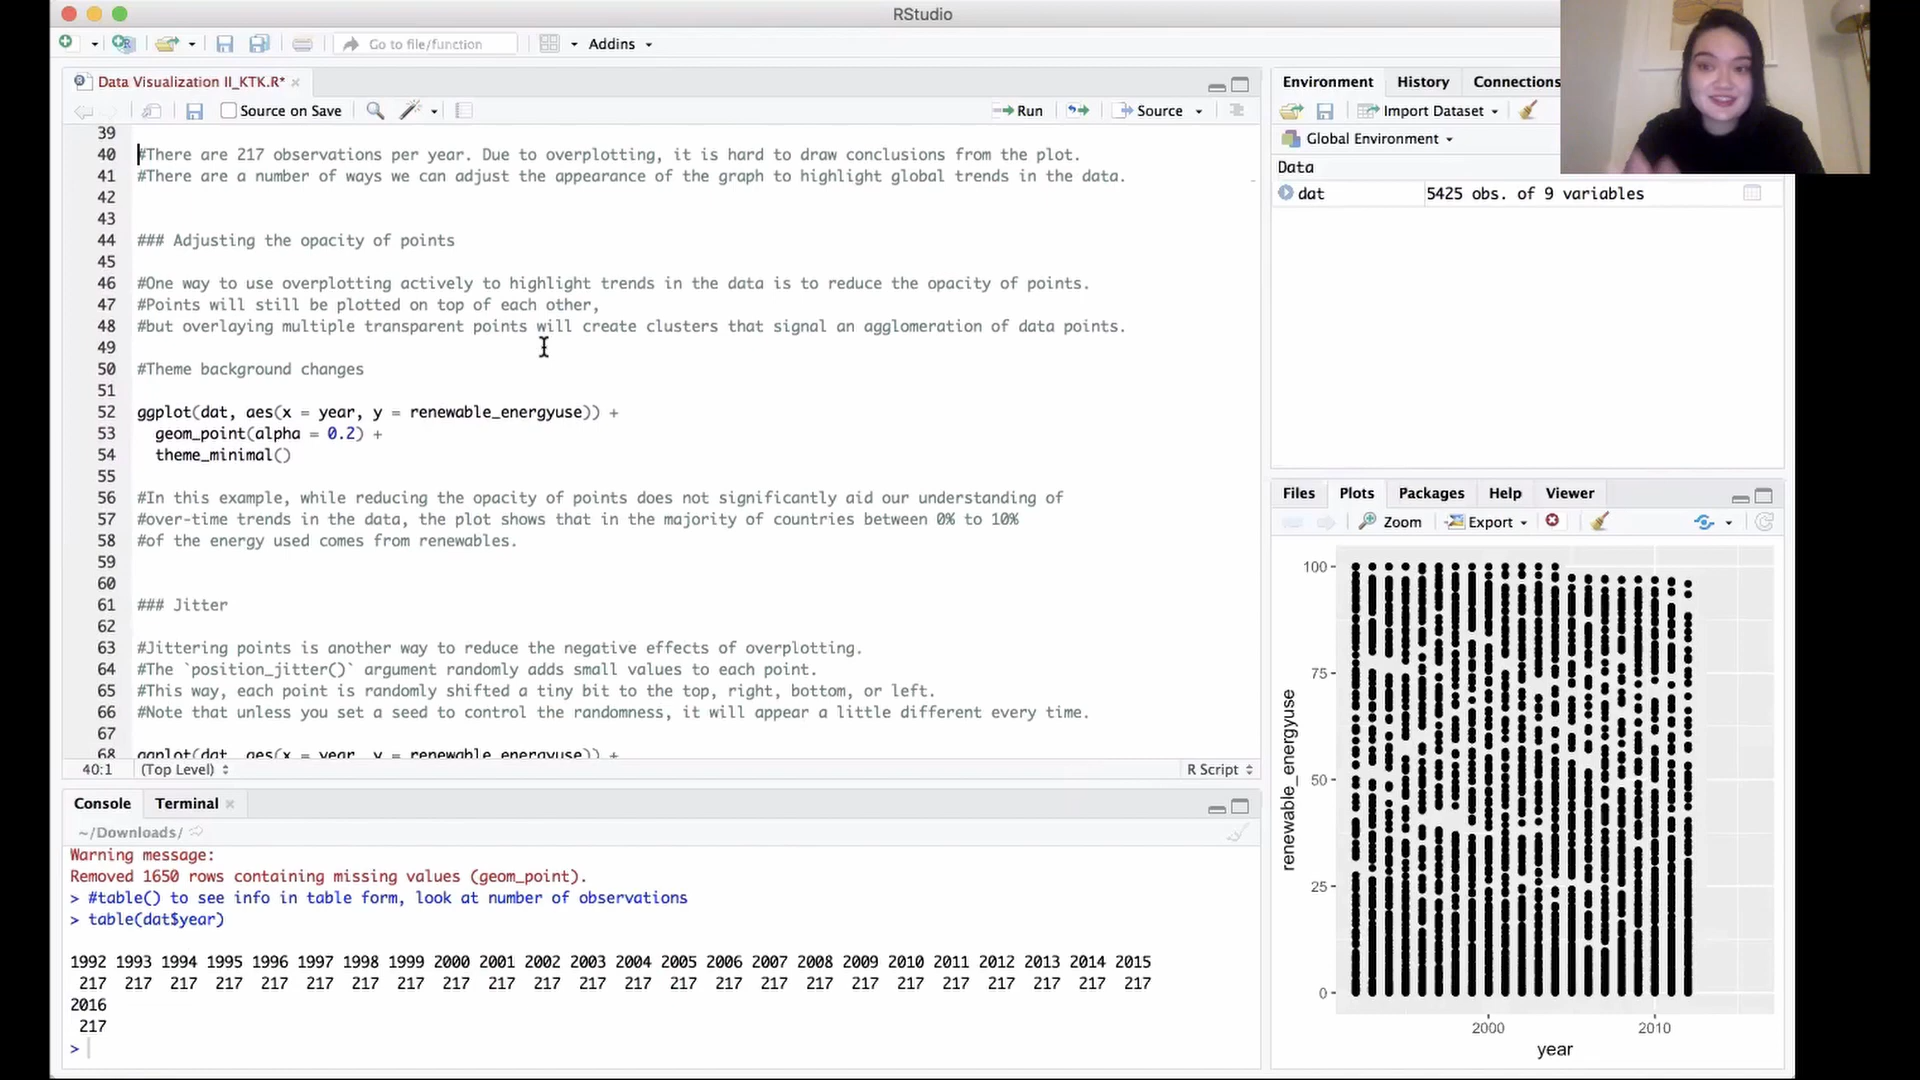 RStudio
Go to file/function
Addins
Data Visualization II_KTK.R*
Source on Save
Run
Source
39
40 #There are 217 observations per year. Due to overplotting, it is hard to draw conclusions from the plot.
41 #There are a number of ways we can adjust the appearance of the graph to highlight global trends in the data.
42
43
44 ### Adjusting the opacity of points
45
46 #One way to use overplotting actively to highlight trends in the data is to reduce the opacity of points.
47 #Points will still be plotted on top of each other,
48 #but overlaying multiple transparent points will create clusters that signal an agglomeration of data points.
49
50 #Theme background changes
51
52 ggplot(dat, aes(x = year, y = renewable_energyuse)) +
53 geom_point(alpha = 0.2) +
54 theme_minimal()
55
56 #In this example, while reducing the opacity of points does not significantly aid our understanding of
57 #over-time trends in the data, the plot shows that in the majority of countries between 0% to 10%
58 #of the energy used comes from renewables.
59
60
61 ### Jitter
62
63 #Jittering points is another way to reduce the negative effects of overplotting.
64 #The `position_jitter()` argument randomly adds small values to each point.
65 #This way, each point is randomly shifted a tiny bit to the top, right, bottom, or left.
66 #Note that unless you set a seed to control the randomness, it will appear a little different every time.
67
68 ggplot(dat, aes(x = year, y = renewable_energyuse)) +
40:1 (Top Level) R Script
Console Terminal
~/Downloads/
Warning message:
Removed 1650 rows containing missing values (geom_point).
> #table() to see info in table form, look at number of observations
> table(dat$year)
1992 1993 1994 1995 1996 1997 1998 1999 2000 2001 2002 2003 2004 2005 2006 2007 2008 2009 2010 2011 2012 2013 2014 2015
217 217 217 217 217 217 217 217 217 217 217 217 217 217 217 217 217 217 217 217 217 217 217 217
2016
217
>
Environment History Connections
Import Dataset
Global Environment
Data
dat 5425 obs. of 9 variables
Files Plots Packages Help Viewer
Zoom Export
100
75
50
25
0
renewable_energyuse
2000 2010
year